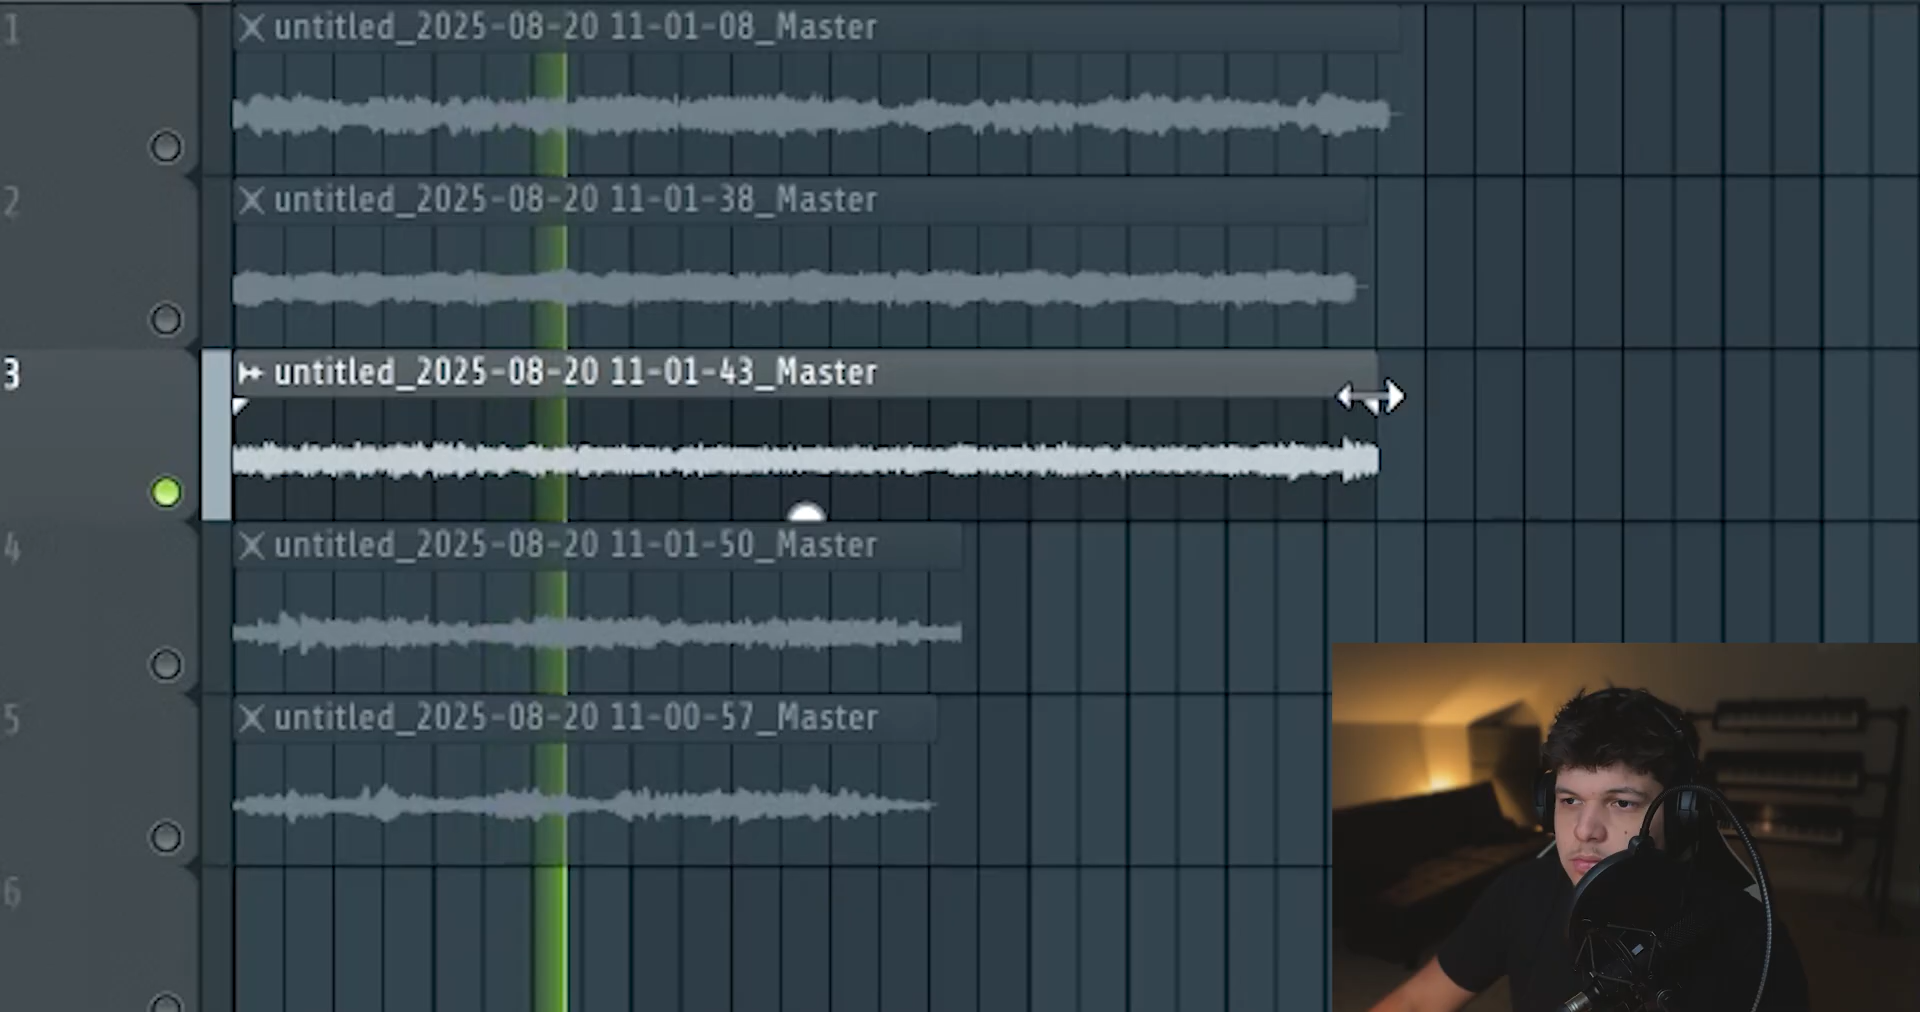 1
untitled_2025-08-20 11-01-08_Master
2
untitled_2025-08-20 11-01-38_Master
3
untitled_2025-08-20 11-01-43_Master
4
untitled_2025-08-20 11-01-50_Master
5
untitled_2025-08-20 11-00-57_Master
6